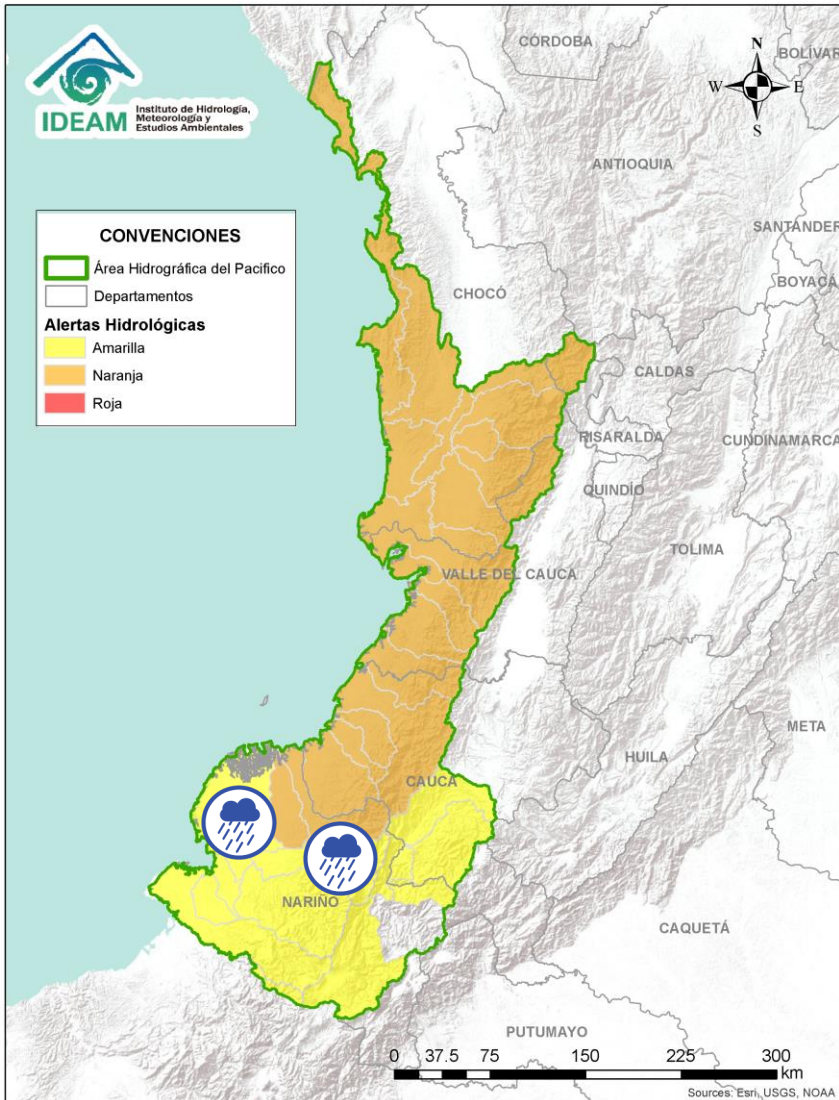 IDEAM
Instituto de Hidrología,
Meteorología y
Estudios Ambientales
CÓRDOBA
BOLÍVAR
N
W
E
S
ANTIOQUIA
SANTANDER
BOYACÁ
CONVENCIONES
Área Hidrográfica del Pacifico
Departamentos
Alertas Hidrológicas
Amarilla
Naranja
Roja
CHOCÓ
CALDAS
RISARALDA
CUNDINAMARCA
QUINDÍO
TOLIMA
VALLE DEL CAUCA
META
HUILA
CAUCA
NARIÑO
CAQUETÁ
PUTUMAYO
0 37.5 75 150 225 300
km
Sources: Esri, USGS, NOAA